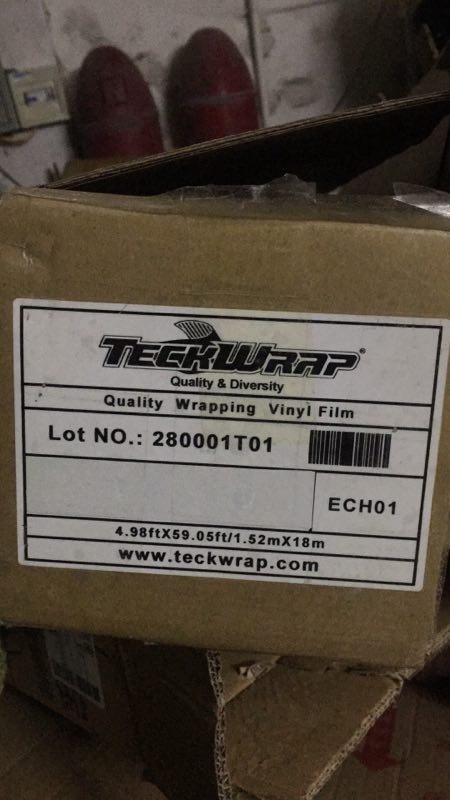 TECKWRAP®
Quality & Diversity
Quality Wrapping Vinyl Film
Lot NO.: 280001T01
ECH01
4.98ftX59.05ft/1.52mX18m
www.teckwrap.com